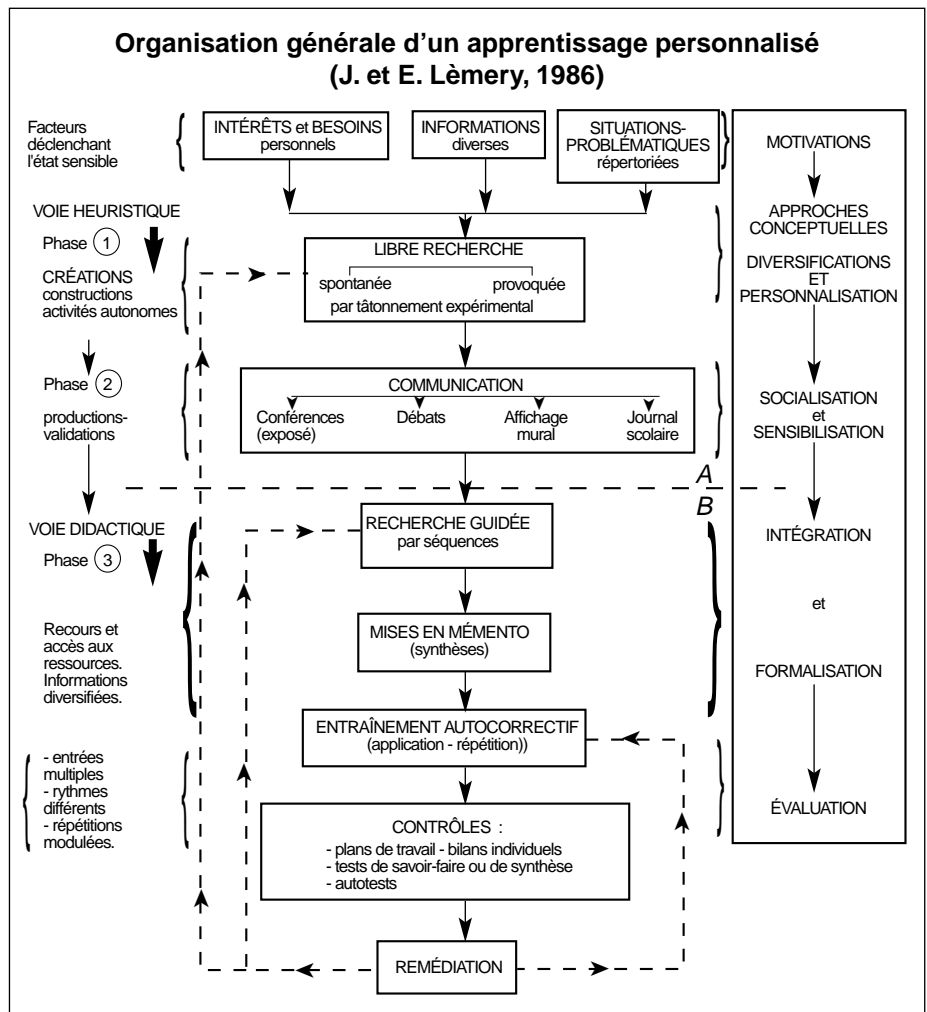 Organisation générale d'un apprentissage personnalisé
(J. et E. Lèmery, 1986)
Facteurs
déclenchant
l'état sensible
INTÉRÊTS et BESOINS
personnels
INFORMATIONS
diverses
SITUATIONS-
PROBLÉMATIQUES
répertoriées
MOTIVATIONS
VOIE HEURISTIQUE
Phase 1
CRÉATIONS
constructions
activités autonomes
LIBRE RECHERCHE
spontanée provoquée
par tâtonnement expérimental
APPROCHES
CONCEPTUELLES
DIVERSIFICATIONS
ET
PERSONNALISATION
Phase 2
productions-
validations
COMMUNICATION
Conférences
(exposé)
Débats
Affichage
mural
Journal
scolaire
SOCIALISATION
et
SENSIBILISATION
A
B
VOIE DIDACTIQUE
Phase 3
Recours et
accès aux
ressources.
Informations
diversifiées.
RECHERCHE GUIDÉE
par séquences
INTÉGRATION
et
MISES EN MÉMENTO
(synthèses)
FORMALISATION
ENTRAÎNEMENT AUTOCORRECTIF
(application - répétition))
- entrées
multiples
- rythmes
différents
- répétitions
modulées.
ÉVALUATION
CONTRÔLES :
- plans de travail - bilans individuels
- tests de savoir-faire ou de synthèse
- autotests
REMÉDIATION